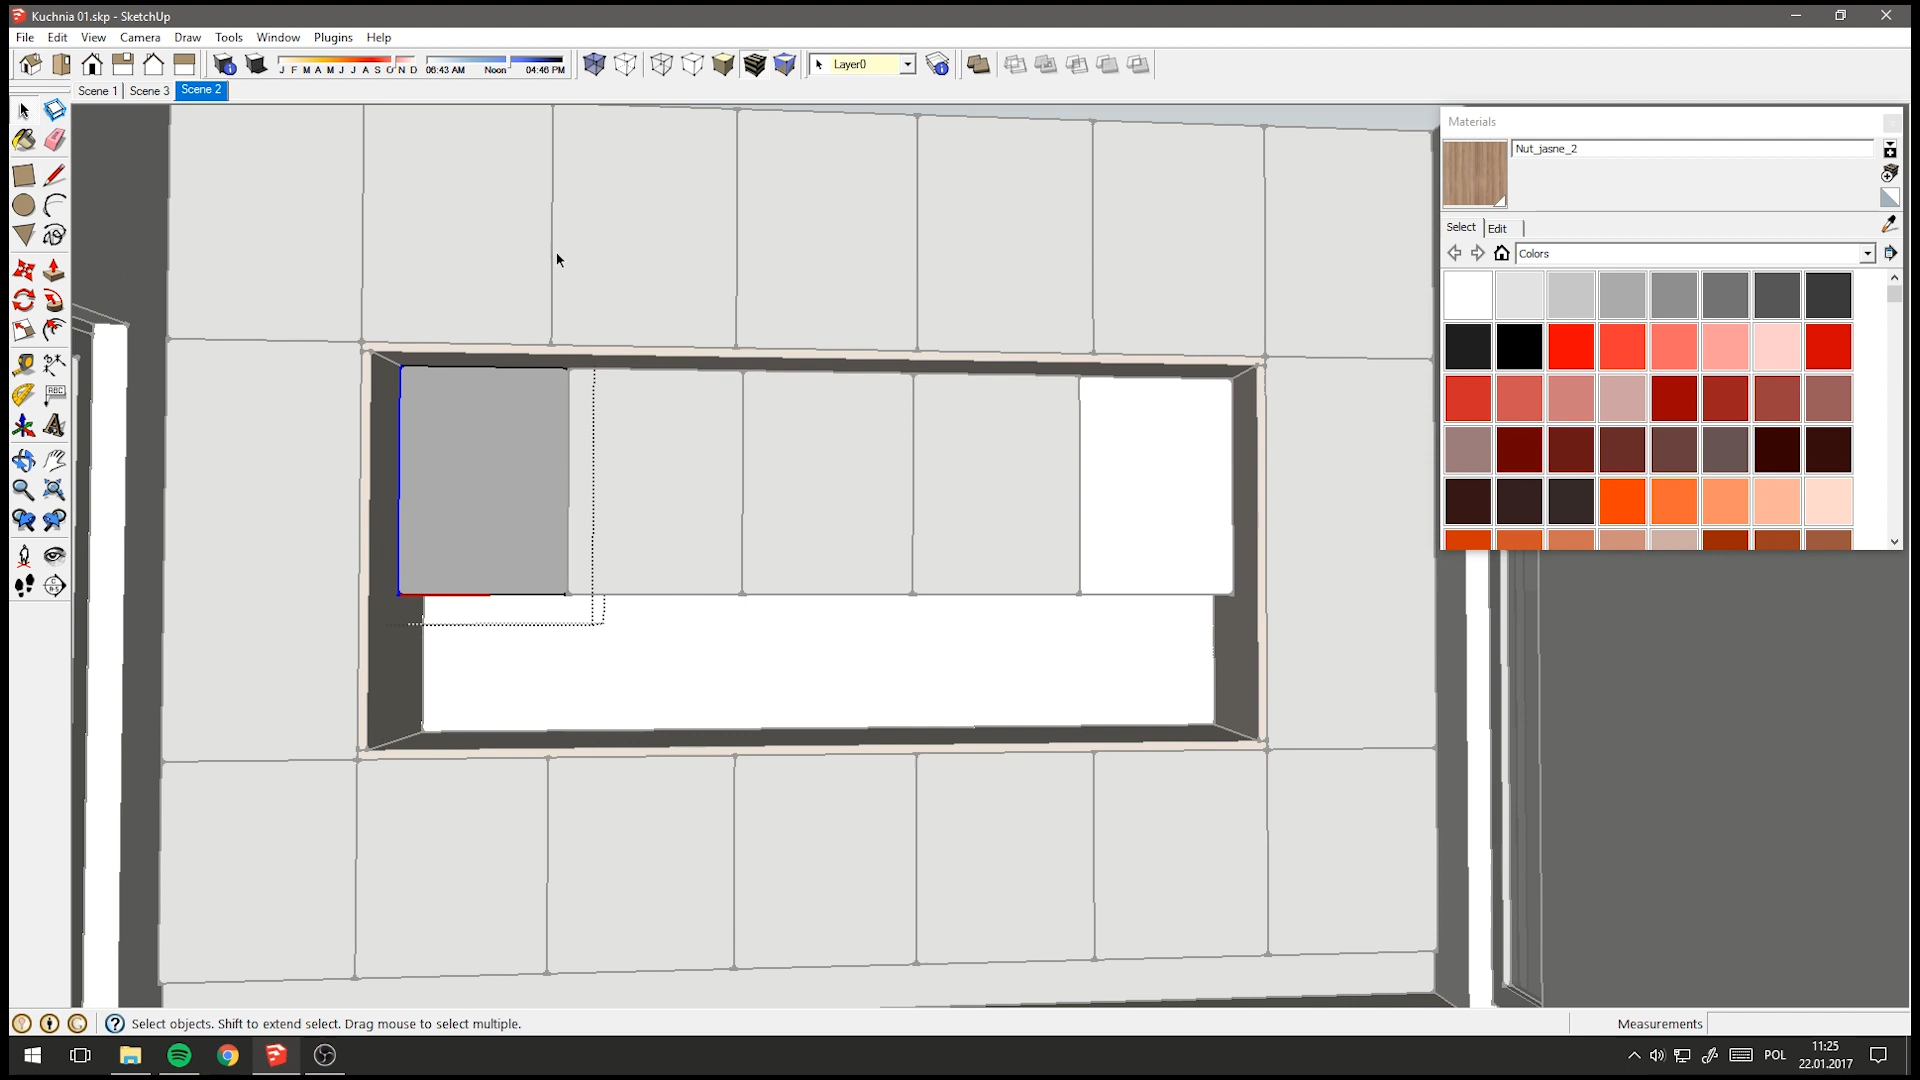 Kuchnia 01.skp - SketchUp
File Edit View Camera Draw Tools Window Plugins Help
J F M A M J J A S O N D
06:43 AM Noon 04:46 PM
Layer0
Scene 1 Scene 3 Scene 2
Materials
Nut_jasne_2
Select Edit
Colors
ABC
Select objects. Shift to extend select. Drag mouse to select multiple.
Measurements
POL
11:25
22.01.2017